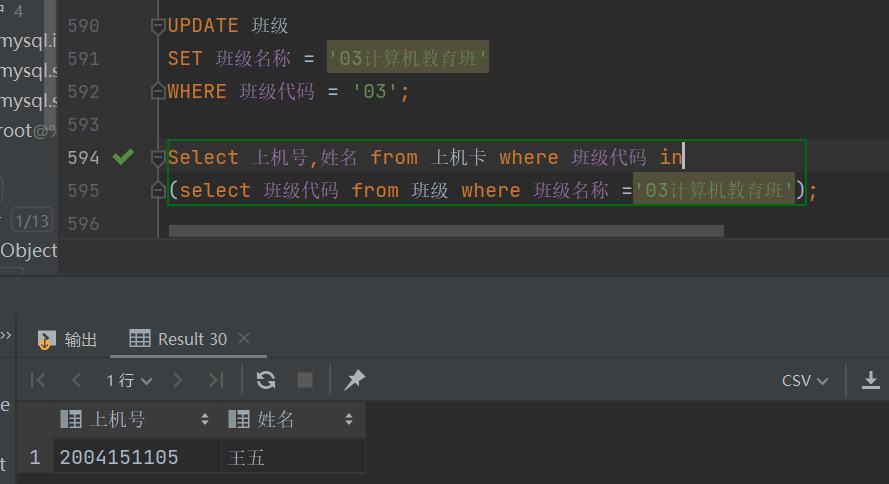 4
590 UPDATE 班级
mysql.i
591 SET 班级名称 = '03计算机教育班'
mysql.s
592 WHERE 班级代码 = '03';
mysql.s
593
root@%
594 Select 上机号,姓名 from 上机卡 where 班级代码 in
595 (select 班级代码 from 班级 where 班级名称 ='03计算机教育班');
1/13
596
Object
输出 Result 30
1 行 CSV
上机号 姓名
1 2004151105 王五